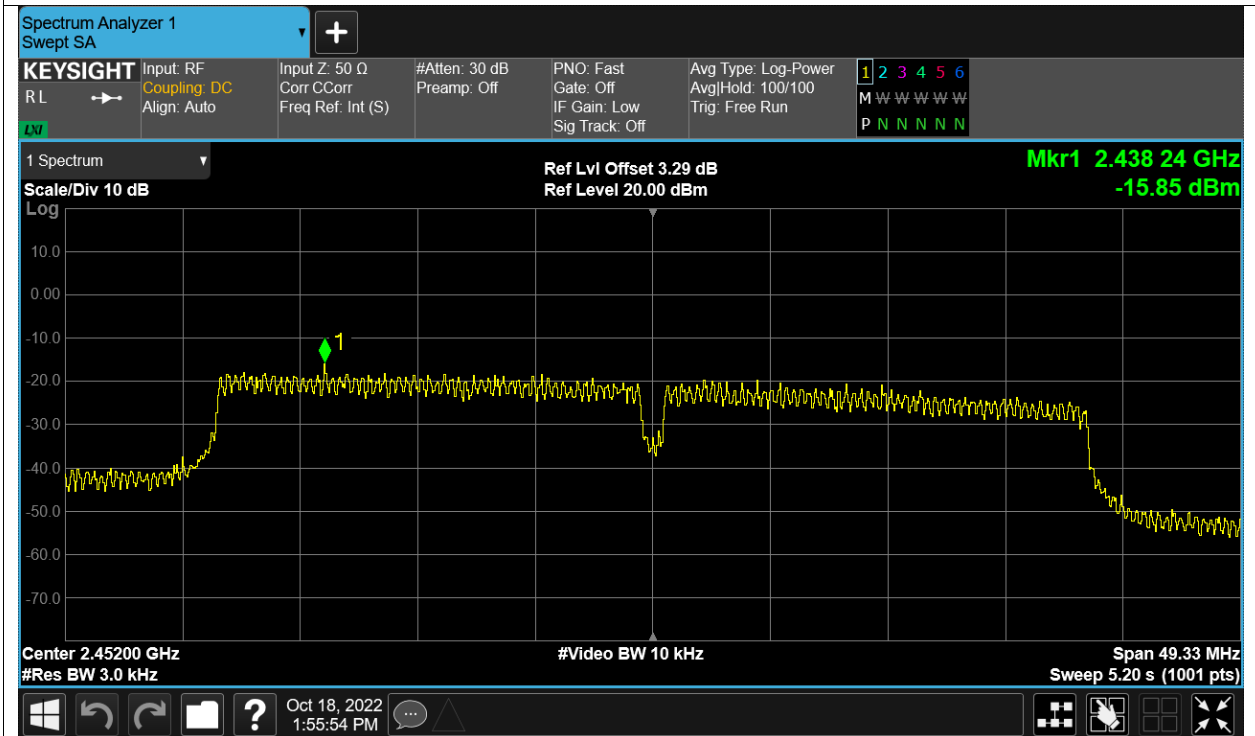 Spectrum Analyzer 1
Swept SA
KEYSIGHT
R L
LXI
Input: RF
Coupling: DC
Align: Auto
Input Z: 50 Ω
Corr CCorr
Freq Ref: Int (S)
#Atten: 30 dB
Preamp: Off
PNO: Fast
Gate: Off
IF Gain: Low
Sig Track: Off
Avg Type: Log-Power
Avg|Hold: 100/100
Trig: Free Run
1 2 3 4 5 6
M W W W W W
P N N N N N
1 Spectrum
Scale/Div 10 dB
Log
Ref Lvl Offset 3.29 dB
Ref Level 20.00 dBm
Mkr1 2.438 24 GHz
-15.85 dBm
10.0
0.00
-10.0
1
-20.0
-30.0
-40.0
-50.0
-60.0
-70.0
Center 2.45200 GHz
#Video BW 10 kHz
Span 49.33 MHz
#Res BW 3.0 kHz
Sweep 5.20 s (1001 pts)
?
Oct 18, 2022
1:55:54 PM